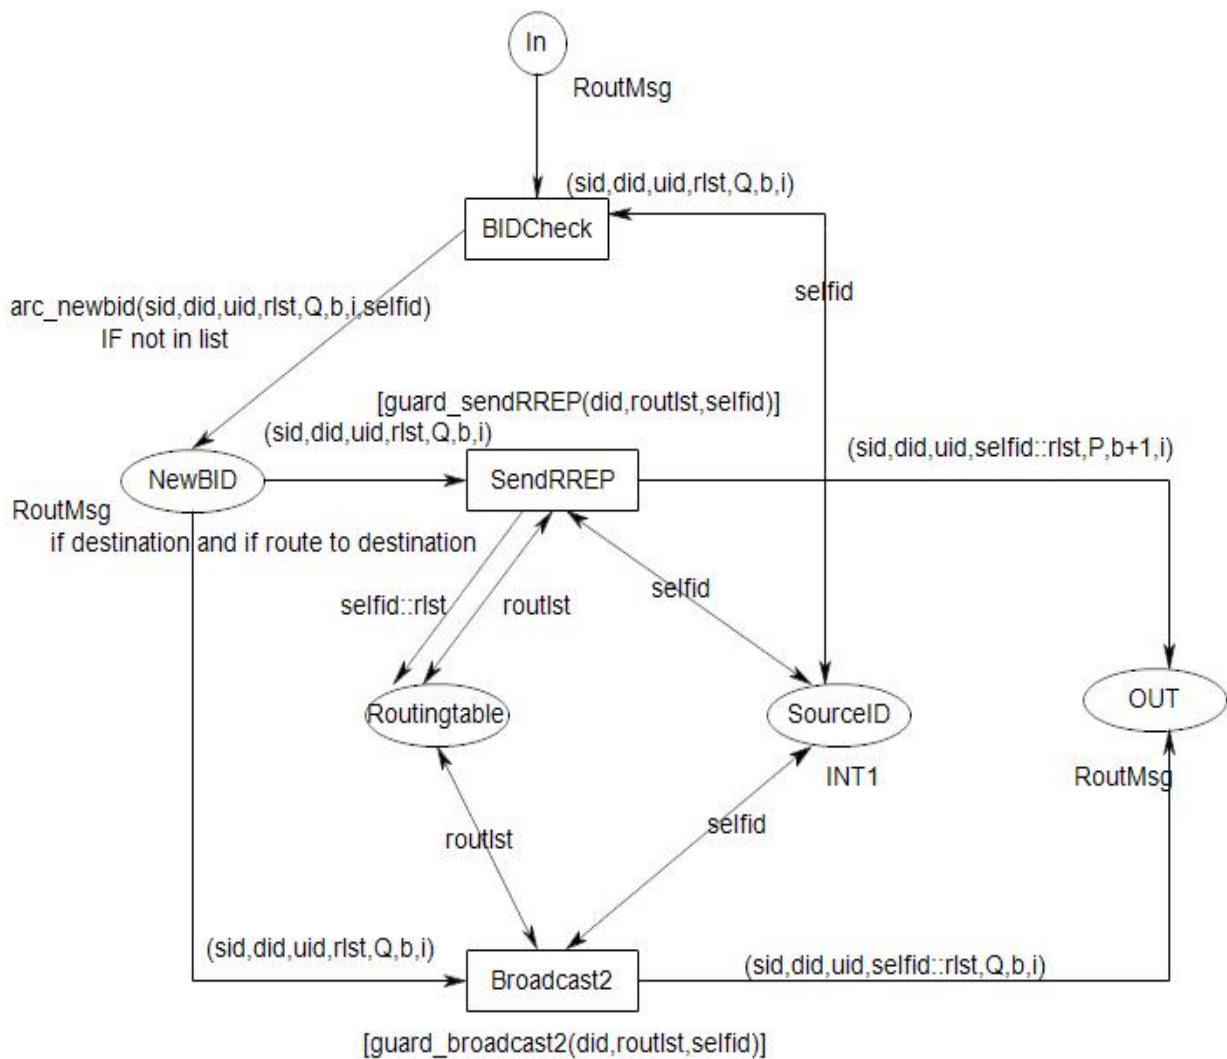 In
RoutMsg
(sid,did,uid,rlst,Q,b,i)
BIDCheck
selfid
arc_newbid(sid,did,uid,rlst,Q,b,i,selfid)
IF not in list
[guard_sendRREP(did,routlst,selfid)]
(sid,did,uid,rlst,Q,b,i)
(sid,did,uid,selfid::rlst,P,b+1,i)
NewBID
SendRREP
RoutMsg
if destination and if route to destination
selfid::rlst
routlst
selfid
Routingtable
SourceID
OUT
INT1
RoutMsg
routlst
selfid
(sid,did,uid,rlst,Q,b,i)
Broadcast2
(sid,did,uid,selfid::rlst,Q,b,i)
[guard_broadcast2(did,routlst,selfid)]